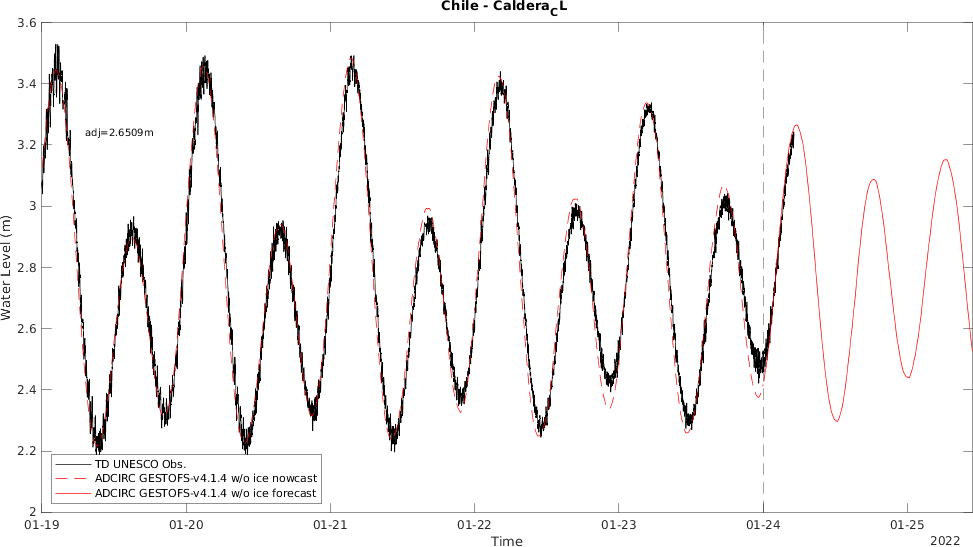 Chile - Caldera_CL
3.6
3.4
3.2
3
2.8
2.6
2.4
2.2
2
Water Level (m)
adj=2.6509m
TD UNESCO Obs.
ADCIRC GESTOFS-v4.1.4 w/o ice nowcast
ADCIRC GESTOFS-v4.1.4 w/o ice forecast
01-19
01-20
01-21
01-22
01-23
01-24
01-25
Time
2022